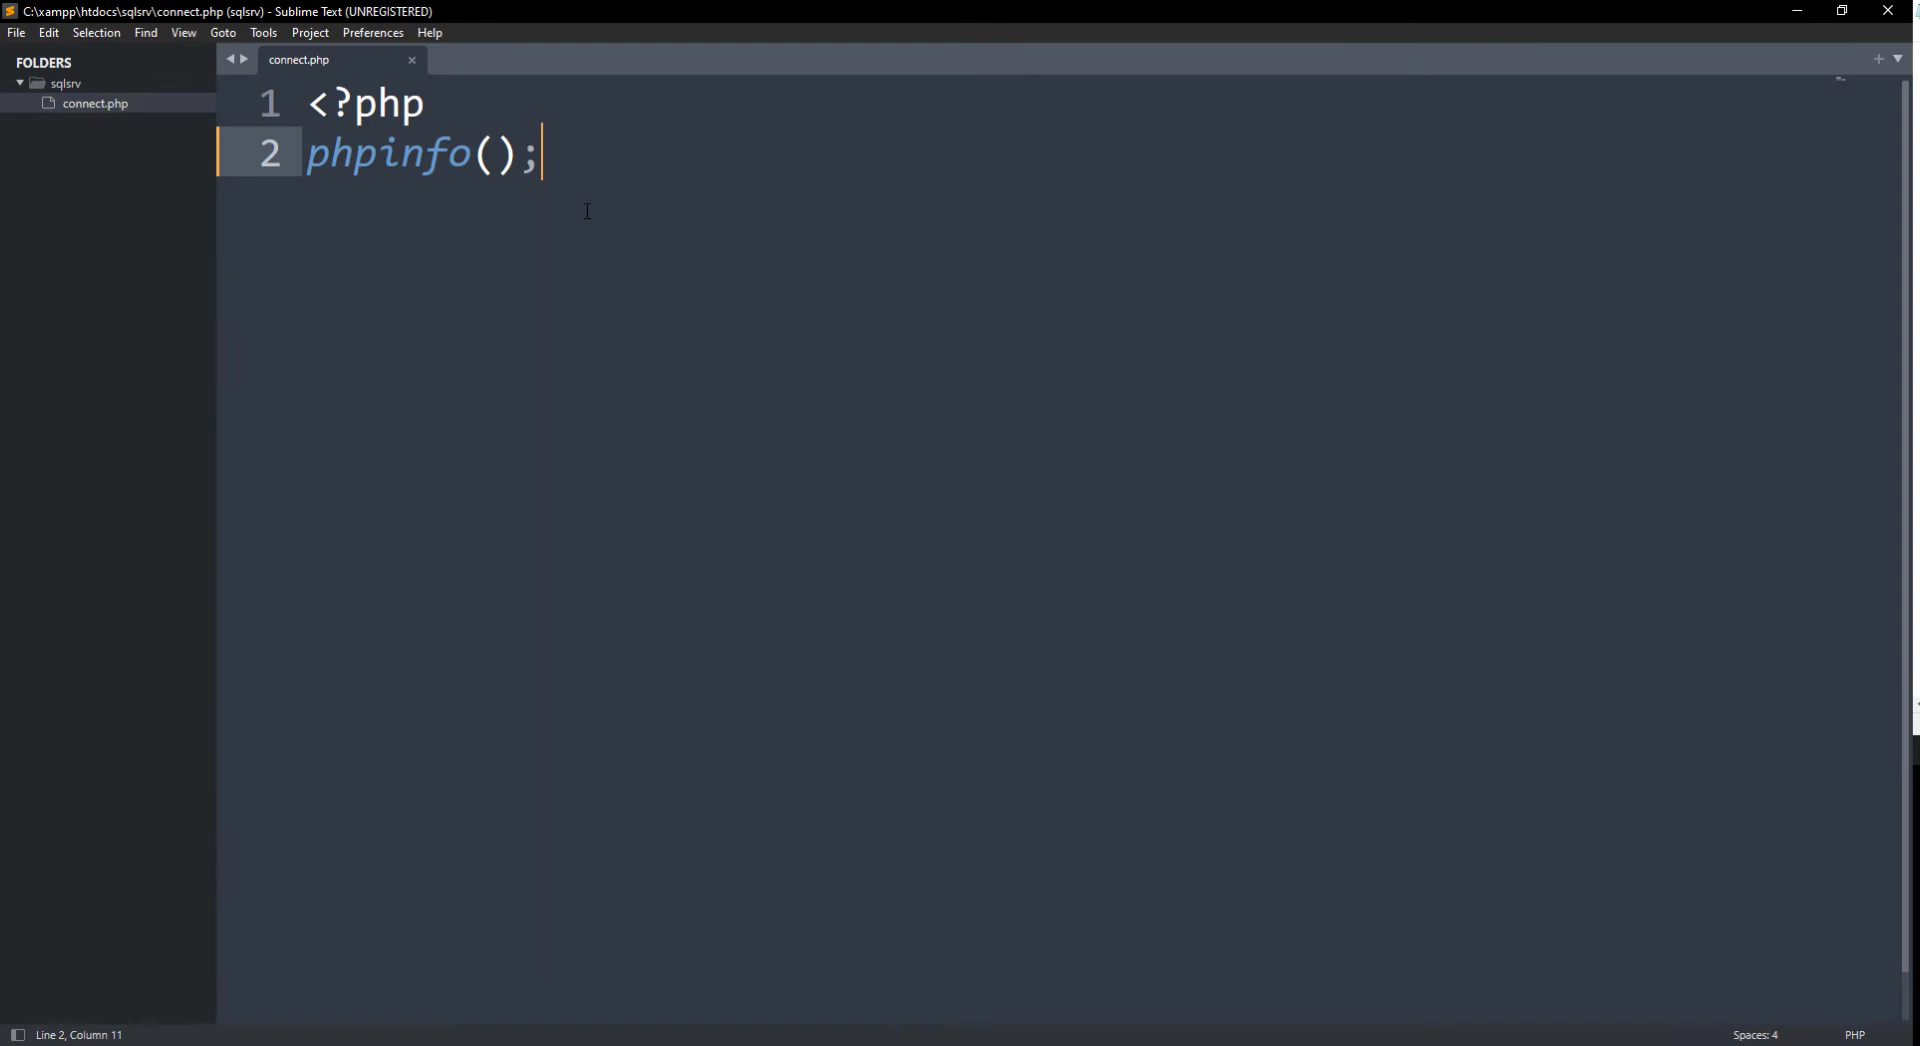 C:\xampp\htdocs\sqlsrv\connect.php (sqlsrv) - Sublime Text (UNREGISTERED)
File Edit Selection Find View Goto Tools Project Preferences Help
FOLDERS
sqlsrv
connect.php
connect.php
1 <?php
2 phpinfo();
Line 2, Column 11
Spaces: 4
PHP